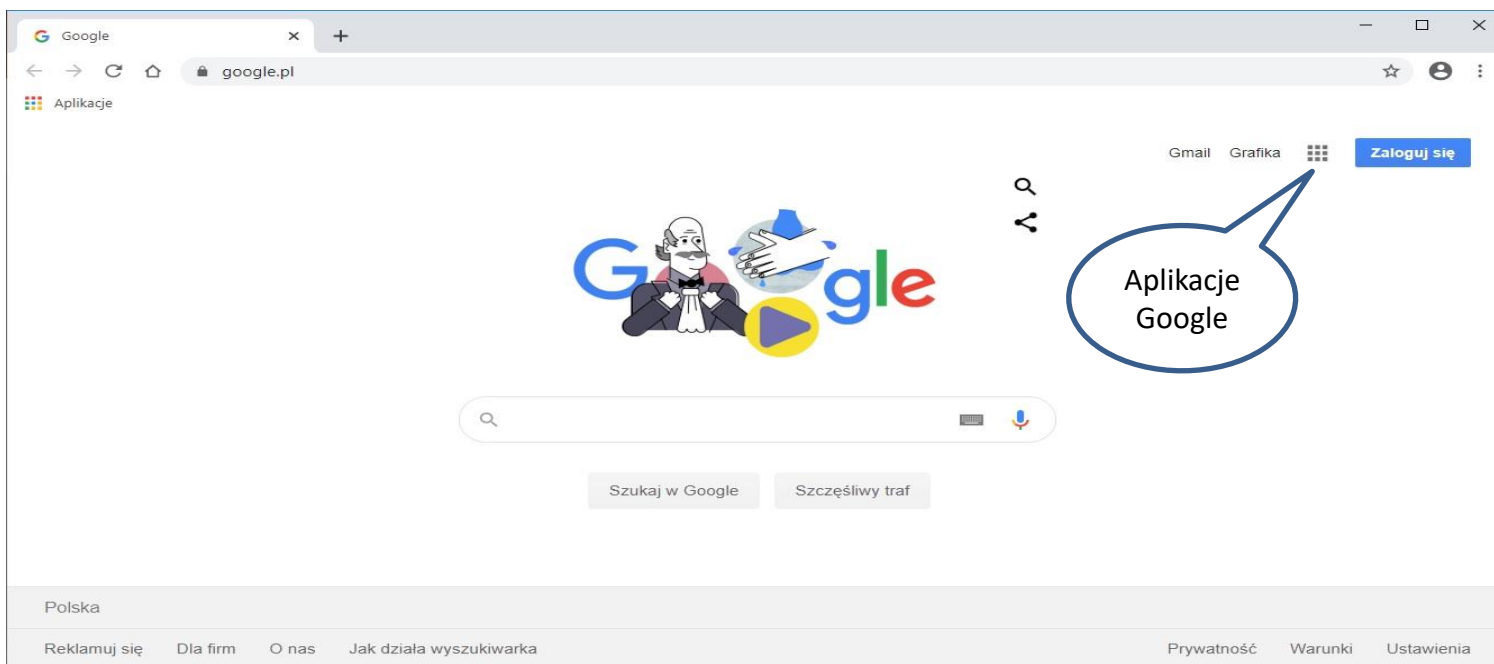 Google
google.pl
Aplikacje
Gmail Grafika Zaloguj się
Google
Aplikacje
Google
Szukaj w Google Szczęśliwy traf
Polska
Reklamuj się Dla firm O nas Jak działa wyszukiwarka Prywatność Warunki Ustawienia